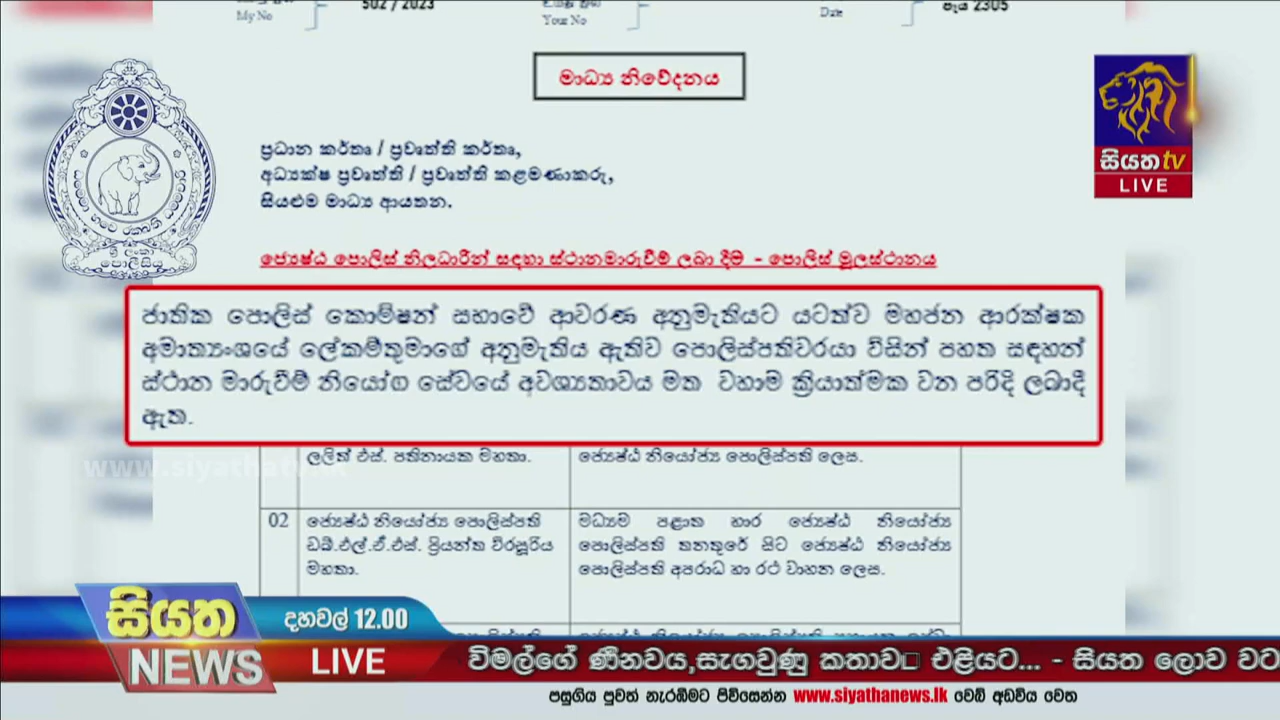 My No
502 / 2023
Your No
Date
මාධ්‍ය නිවේදනය
ප්‍රධාන කර්තෘ / ප්‍රවෘත්ති කර්තෘ,
අධ්‍යක්ෂ ප්‍රවෘත්ති / ප්‍රවෘත්ති කළමණාකරු,
සියළුම මාධ්‍ය ආයතන.
සියත tv
LIVE
ජ්‍යෙෂ්ඨ පොලිස් නිලධාරීන් සඳහා ස්ථානමාරුවීම් ලබා දීම - පොලිස් මූලස්ථානය
ජාතික පොලිස් කොමිෂන් සභාවේ ආවරණ අනුමැතියට යටත්ව මහජන ආරක්ෂක
අමාත්‍යංශයේ ලේකම්තුමාගේ අනුමැතිය ඇතිව පොලිස්පතිවරයා විසින් පහත සඳහන්
ස්ථාන මාරුවීම් නියෝග සේවයේ අවශ්‍යතාවය මත වහාම ක්‍රියාත්මක වන පරිදි ලබාදී
ඇත.
www.siyathatv.lk
ලලිත් එස්. පතිනායක මහතා.
ජ්‍යෙෂ්ඨ නියෝජ්‍ය පොලිස්පති ලෙස.
02
ජ්‍යෙෂ්ඨ නියෝජ්‍ය පොලිස්පති
ඩබ්.එල්.ඒ.එස්. ප්‍රියන්ත වීරසූරිය
මහතා.
මධ්‍යම පළාත භාර ජ්‍යෙෂ්ඨ නියෝජ්‍ය
පොලිස්පති තනතුරේ සිට ජ්‍යෙෂ්ඨ නියෝජ්‍ය
පොලිස්පති අපරාධ හා රථ වාහන ලෙස.
සියත
NEWS
දහවල් 12.00
LIVE
විමල්ගේ ණිනවය,සැගවුණු කතාව එළියට... - සියත ලොව වටා
පසුගිය පුවත් නැරඹීමට පිවිසෙන්න www.siyathanews.lk වෙබ් අඩවිය වෙත